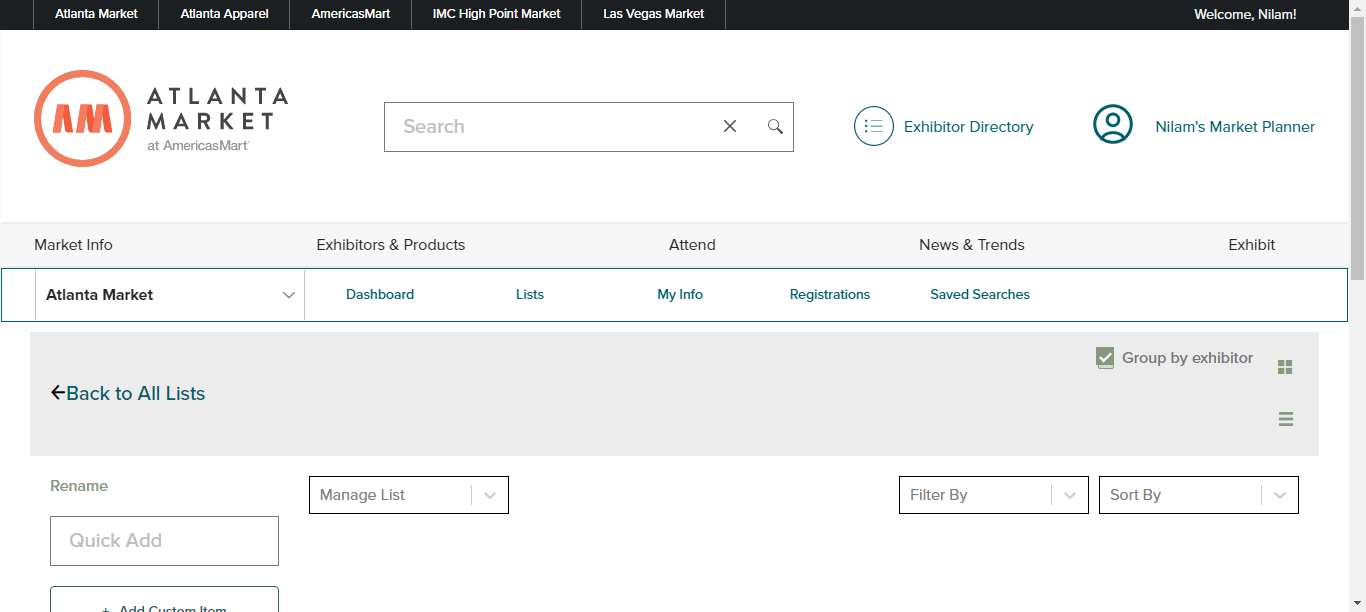 Atlanta Market Atlanta Apparel AmericasMart IMC High Point Market Las Vegas Market Welcome, Nilam!
AM ATLANTA
MARKET
at AmericasMart
Search
Exhibitor Directory
Nilam's Market Planner
Market Info Exhibitors & Products Attend News & Trends Exhibit
Atlanta Market Dashboard Lists My Info Registrations Saved Searches
Group by exhibitor
Back to All Lists
Rename
Manage List Filter By Sort By
Quick Add
+ Add Custom Item